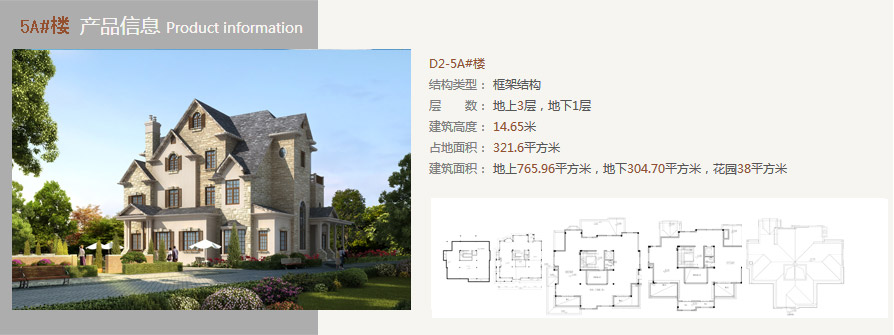 5A#楼 产品信息 Product information
D2-5A#楼
结构类型： 框架结构
层 数： 地上3层，地下1层
建筑高度： 14.65米
占地面积： 321.6平方米
建筑面积： 地上765.96平方米，地下304.70平方米，花园38平方米